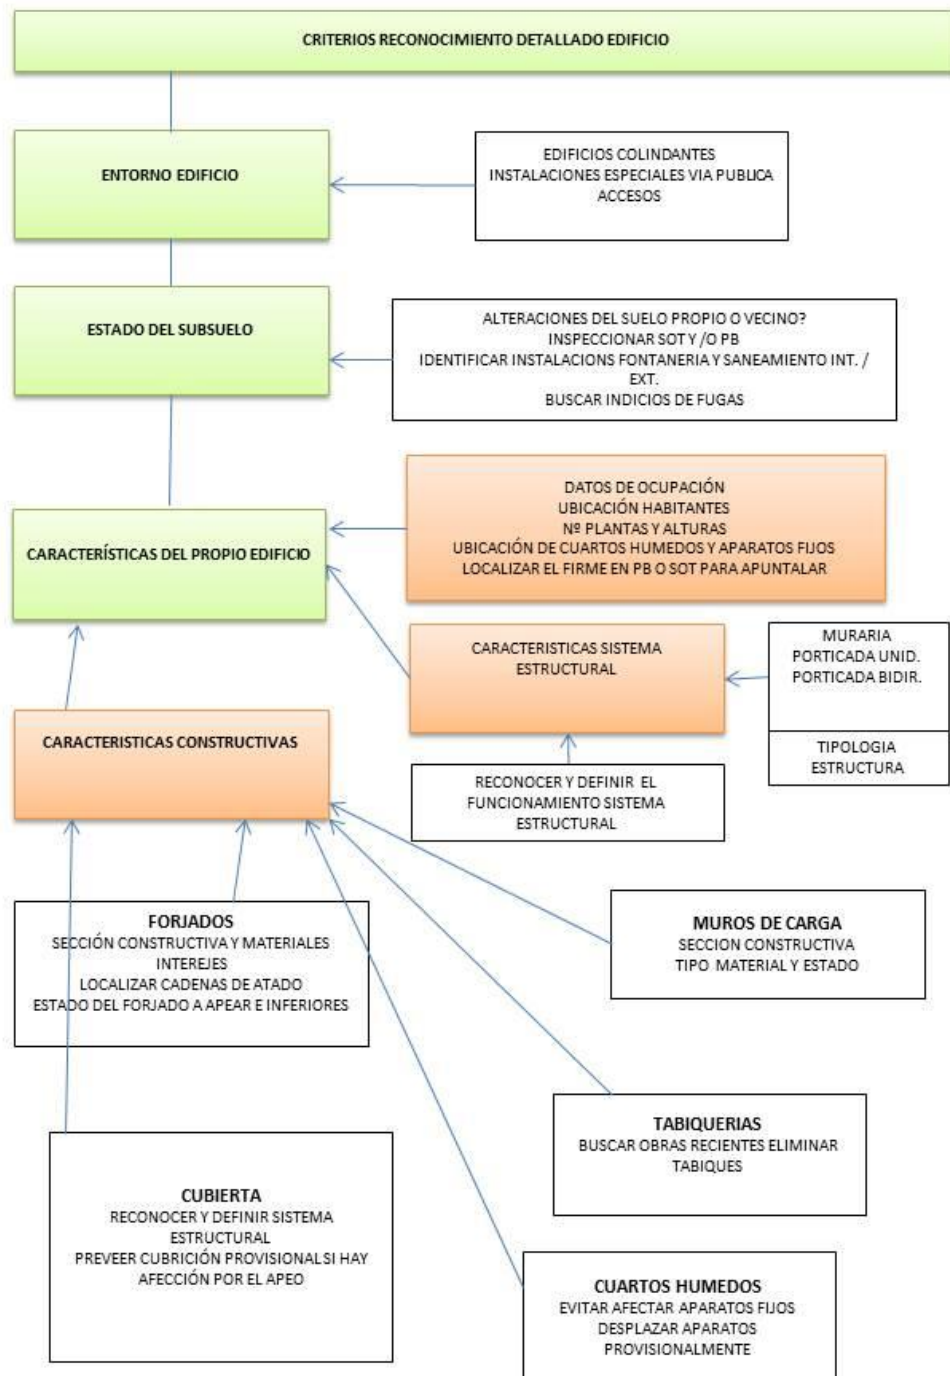 CRITERIOS RECONOCIMIENTO DETALLADO EDIFICIO
ENTORNO EDIFICIO
EDIFICIOS COLINDANTES
INSTALACIONES ESPECIALES VIA PUBLICA
ACCESOS
ESTADO DEL SUBSUELO
ALTERACIONES DEL SUELO PROPIO O VECINO?
INSPECCIONAR SOT Y /O PB
IDENTIFICAR INSTALACIONS FONTANERIA Y SANEAMIENTO INT. /
EXT.
BUSCAR INDICIOS DE FUGAS
DATOS DE OCUPACIÓN
UBICACIÓN HABITANTES
Nº PLANTAS Y ALTURAS
UBICACIÓN DE CUARTOS HUMEDOS Y APARATOS FIJOS
LOCALIZAR EL FIRME EN PB O SOT PARA APUNTALAR
CARACTERÍSTICAS DEL PROPIO EDIFICIO
CARACTERISTICAS SISTEMA
ESTRUCTURAL
MURARIA
PORTICADA UNID.
PORTICADA BIDIR.
TIPOLOGIA
ESTRUCTURA
CARACTERISTICAS CONSTRUCTIVAS
RECONOCER Y DEFINIR EL
FUNCIONAMIENTO SISTEMA
ESTRUCTURAL
FORJADOS
SECCIÓN CONSTRUCTIVA Y MATERIALES
INTEREJES
LOCALIZAR CADENAS DE ATADO
ESTADO DEL FORJADO A APEAR E INFERIORES
MUROS DE CARGA
SECCION CONSTRUCTIVA
TIPO MATERIAL Y ESTADO
TABIQUERIAS
BUSCAR OBRAS RECIENTES ELIMINAR
TABIQUES
CUBIERTA
RECONOCER Y DEFINIR SISTEMA
ESTRUCTURAL
PREVEER CUBRICIÓN PROVISIONAL SI HAY
AFECCIÓN POR EL APEO
CUARTOS HUMEDOS
EVITAR AFECTAR APARATOS FIJOS
DESPLAZAR APARATOS
PROVISIONALMENTE